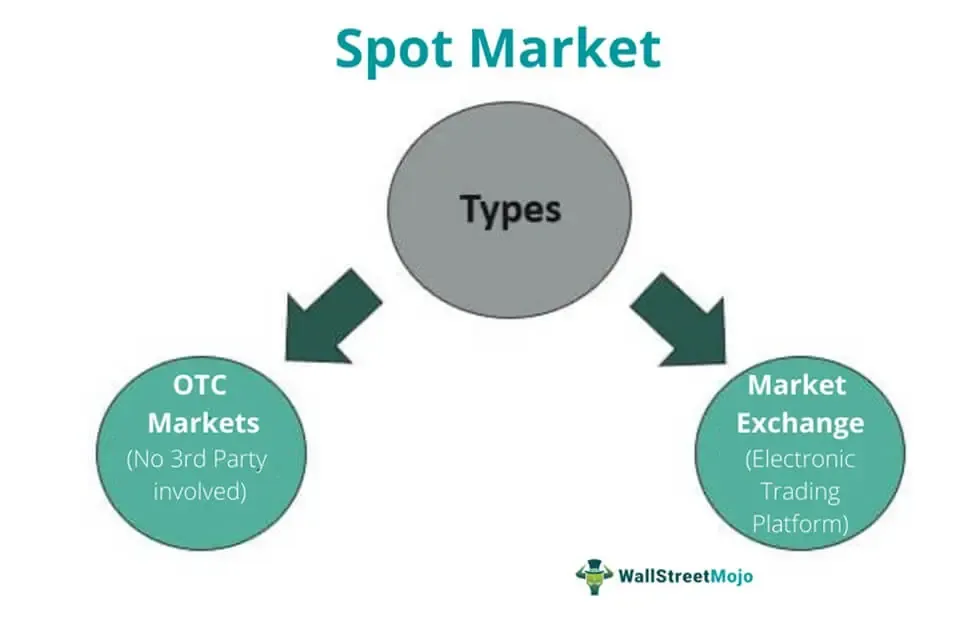 Spot Market
Types
OTC
Markets
(No 3rd Party
involved)
Market
Exchange
(Electronic
Trading
Platform)
WallStreetMojo